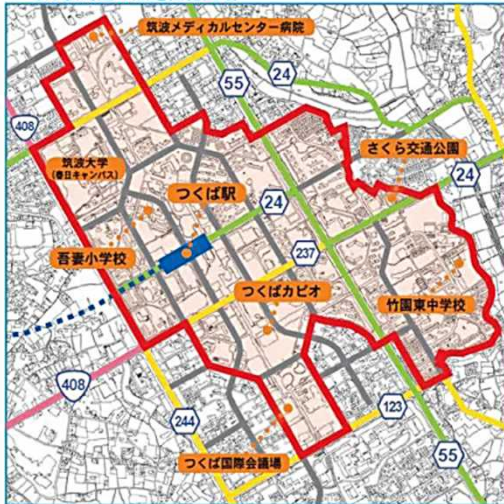 筑波メディカルセンター病院
55
24
408
さくら交通公園
筑波大学
(春日キャンパス)
つくば駅
24
24
吾妻小学校
237
つくばカピオ
竹園東中学校
408
244
123
つくば国際会議場
55